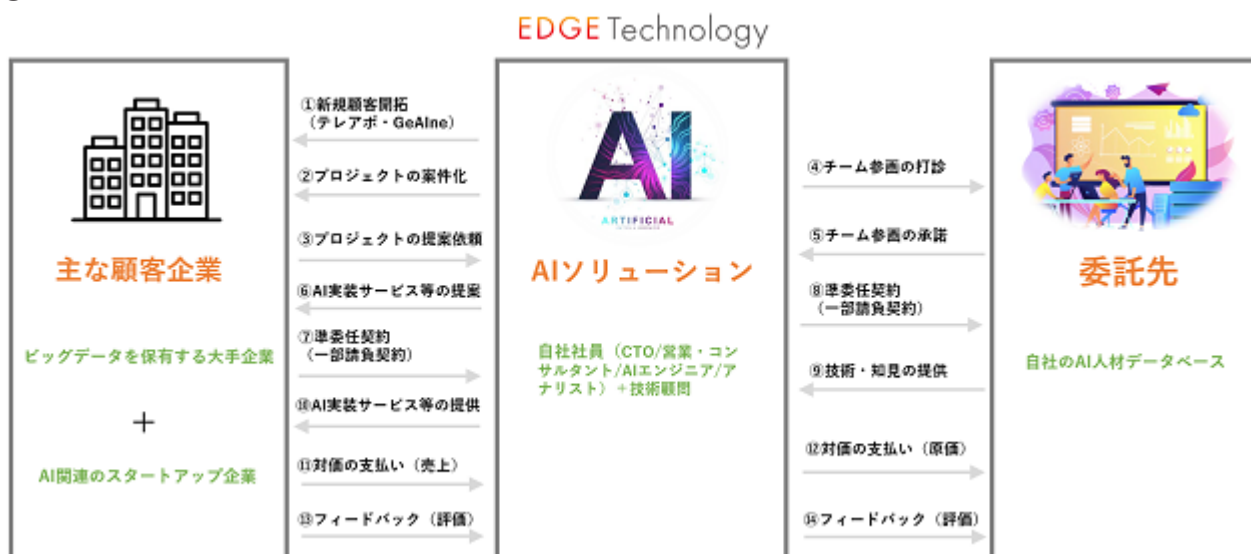 EDGE Technology
①新規顧客開拓
（テレアポ・GeAIne）
②プロジェクトの案件化
③プロジェクトの提案依頼
主な顧客企業
⑥AI実装サービス等の提案
⑦準委任契約
（一部請負契約）
ビッグデータを保有する大手企業
⑩AI実装サービス等の提供
+
⑪対価の支払い（売上）
AI関連のスタートアップ企業
⑬フィードバック（評価）
AI
ARTIFICIAL
AIソリューション
自社社員（CTO/営業・コン
サルタント/AIエンジニア/ア
ナリスト）＋技術顧問
④チーム参画の打診
⑤チーム参画の承諾
⑧準委任契約
（一部請負契約）
⑨技術・知見の提供
⑫対価の支払い（原価）
⑭フィードバック（評価）
委託先
自社のAI人材データベース